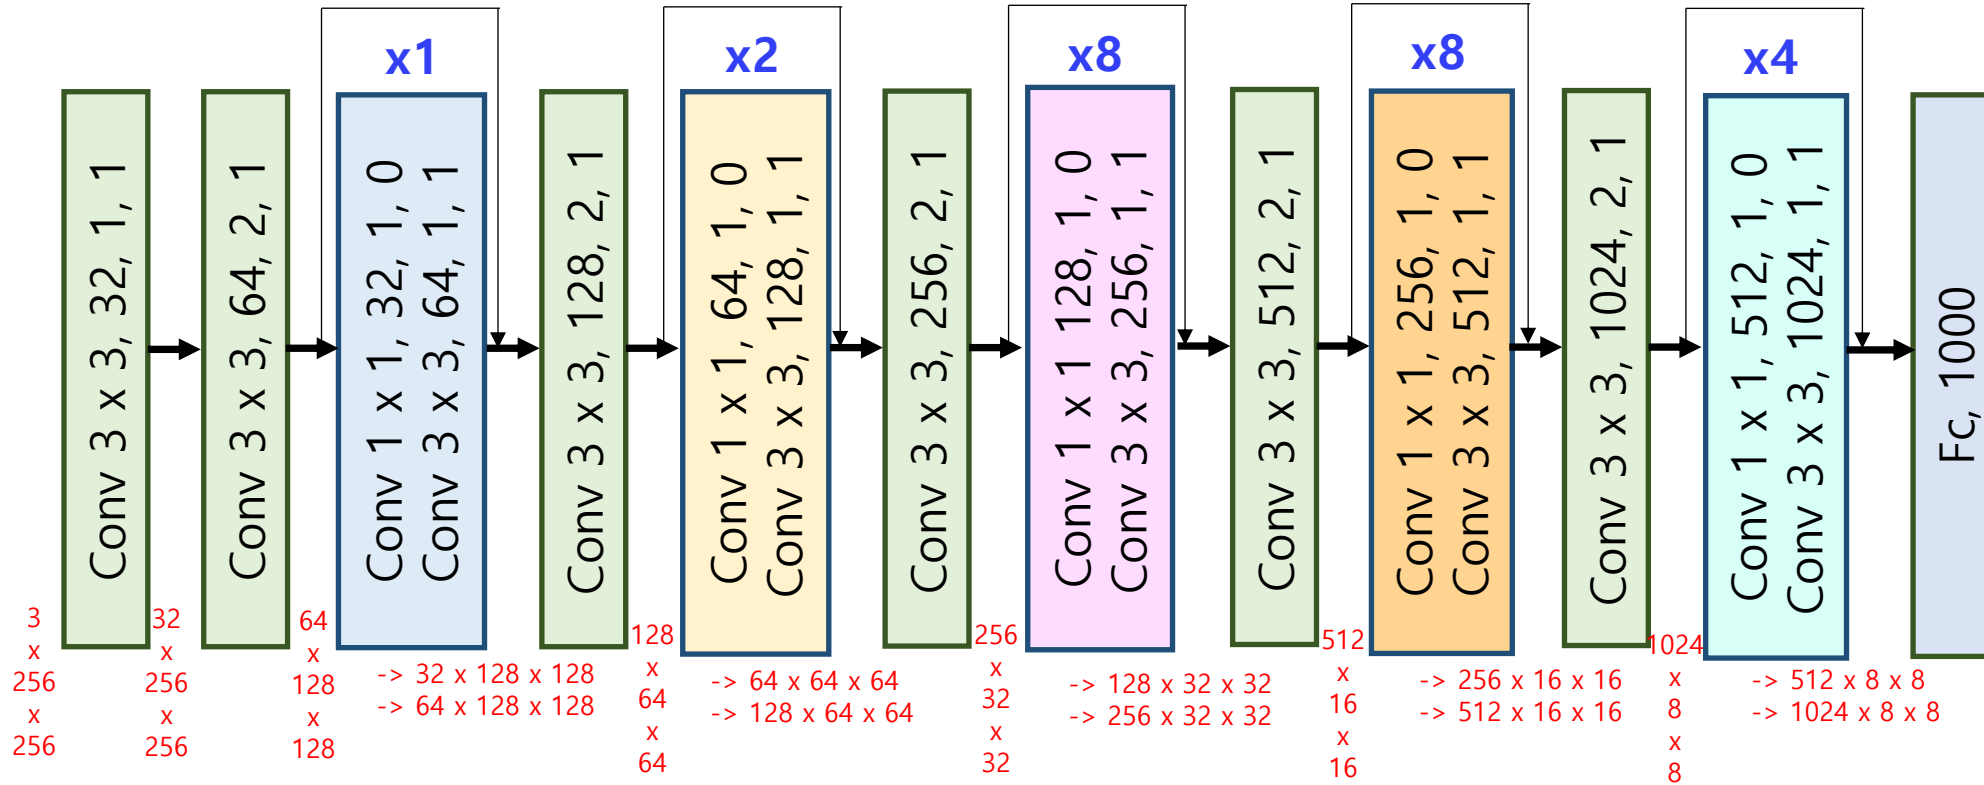 x1
x2
x8
x8
x4
Conv 3 x 3, 32, 1, 1
Conv 3 x 3, 64, 2, 1
Conv 1 x 1, 32, 1, 0
Conv 3 x 3, 64, 1, 1
Conv 3 x 3, 128, 2, 1
Conv 1 x 1, 64, 1, 0
Conv 3 x 3, 128, 1, 1
Conv 3 x 3, 256, 2, 1
Conv 1 x 1 128, 1, 0
Conv 3 x 3, 256, 1, 1
Conv 3 x 3, 512, 2, 1
Conv 1 x 1, 256, 1, 0
Conv 3 x 3, 512, 1, 1
Conv 3 x 3, 1024, 2, 1
Conv 1 x 1, 512, 1, 0
Conv 3 x 3, 1024, 1, 1
Fc, 1000
3
x
256
x
256
32
x
256
x
256
64
x
128
x
128
-> 32 x 128 x 128
-> 64 x 128 x 128
128
x
64
x
64
-> 64 x 64 x 64
-> 128 x 64 x 64
256
x
32
x
32
-> 128 x 32 x 32
-> 256 x 32 x 32
512
x
16
x
16
-> 256 x 16 x 16
-> 512 x 16 x 16
1024
x
8
x
8
-> 512 x 8 x 8
-> 1024 x 8 x 8